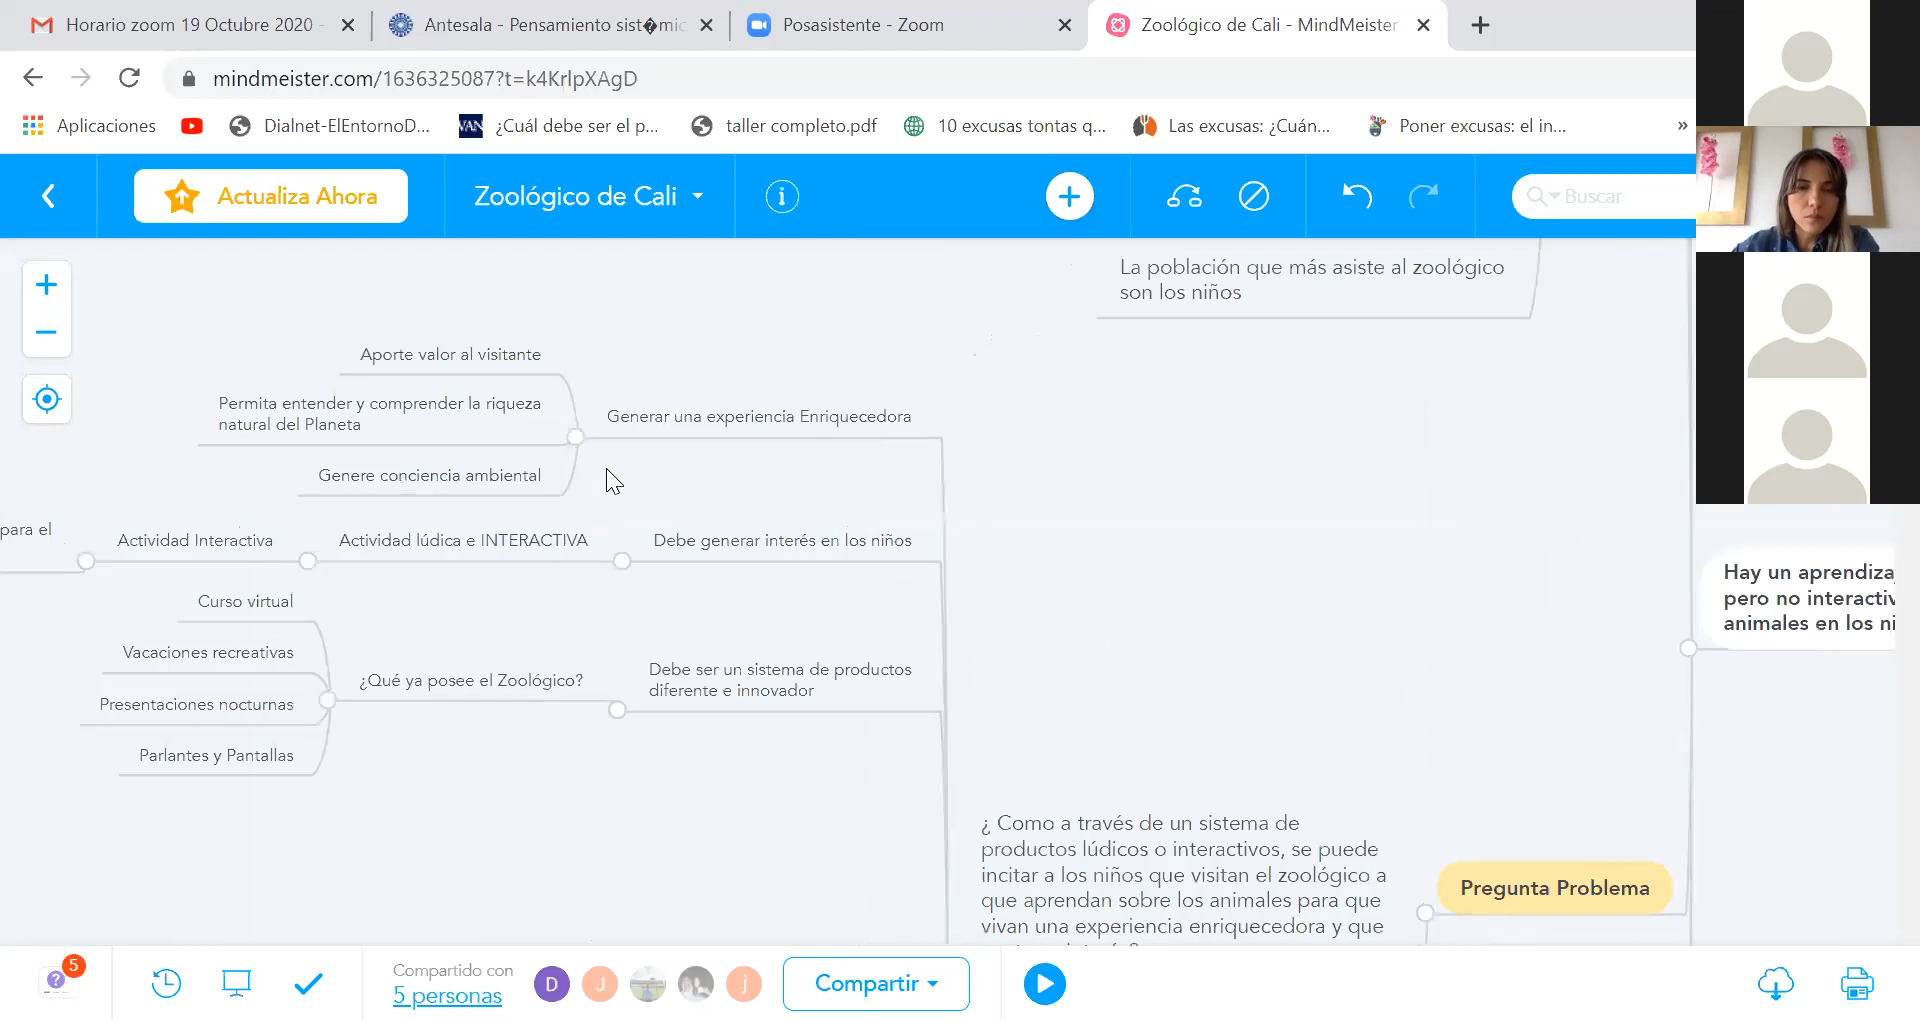 Horario zoom 19 Octubre 2020 -
Antesala - Pensamiento sist�mic
Posasistente - Zoom
Zoológico de Cali - MindMeister
mindmeister.com/1636325087?t=k4KrlpXAgD
Aplicaciones
Dialnet-ElEntornoD...
VAN
¿Cuál debe ser el p...
taller completo.pdf
10 excusas tontas q...
Las excusas: ¿Cuán...
Poner excusas: el in...
»
Actualiza Ahora
Zoológico de Cali
Buscar
La población que más asiste al zoológico
son los niños
Aporte valor al visitante
Permita entender y comprender la riqueza
natural del Planeta
Genere conciencia ambiental
Generar una experiencia Enriquecedora
para el
Actividad Interactiva
Actividad lúdica e INTERACTIVA
Debe generar interés en los niños
Curso virtual
Vacaciones recreativas
Presentaciones nocturnas
Parlantes y Pantallas
¿Qué ya posee el Zoológico?
Debe ser un sistema de productos
diferente e innovador
Hay un aprendiza
pero no interactiv
animales en los ni
¿ Como a través de un sistema de
productos lúdicos o interactivos, se puede
incitar a los niños que visitan el zoológico a
que aprendan sobre los animales para que
vivan una experiencia enriquecedora y que
Pregunta Problema
5
Compartido con
5 personas
D
J
j
Compartir